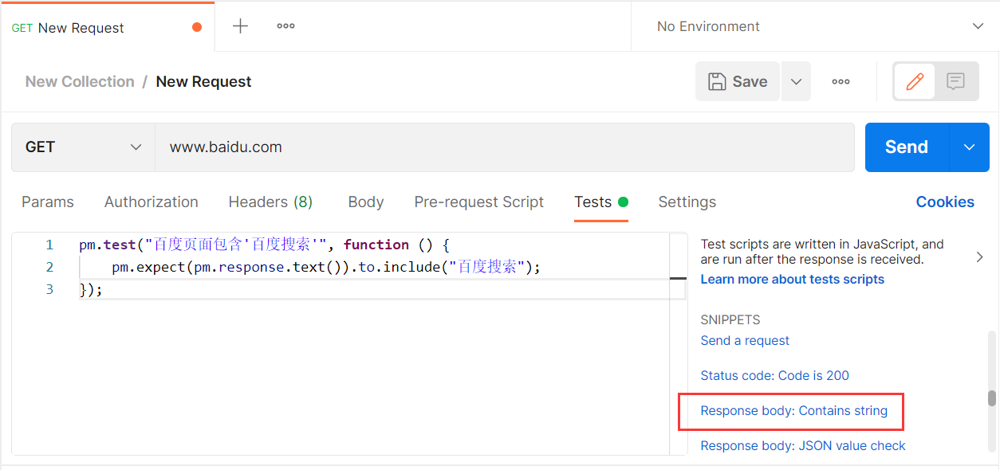 GET New Request
No Environment
New Collection / New Request
Save
GET
www.baidu.com
Send
Params Authorization Headers (8) Body Pre-request Script Tests Settings Cookies
1 pm.test("百度页面包含'百度搜索'", function () {
2 pm.expect(pm.response.text()).to.include("百度搜索");
3 });
Test scripts are written in JavaScript, and
are run after the response is received.
Learn more about tests scripts
SNIPPETS
Send a request
Status code: Code is 200
Response body: Contains string
Response body: JSON value check